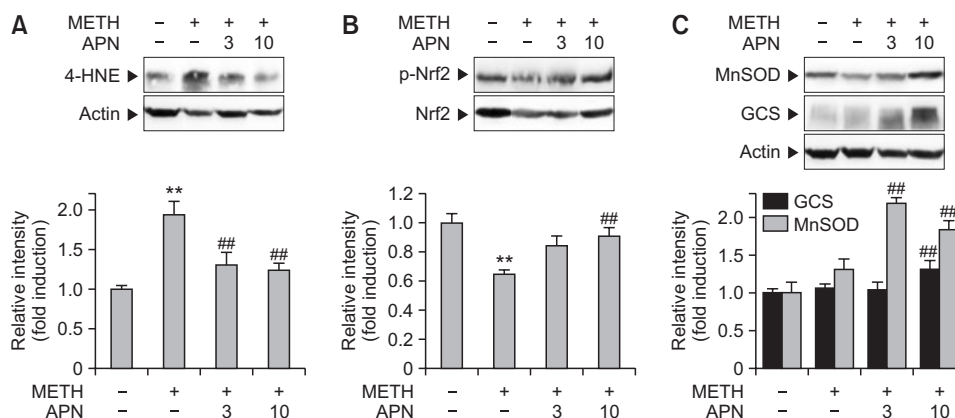 A
METH – + + +
APN – – 3 10
4-HNE
Actin
Relative intensity
(fold induction)
2.0
1.5
1.0
0.5
0
**
##
##
METH – + + +
APN – – 3 10
B
METH – + + +
APN – – 3 10
p-Nrf2
Nrf2
Relative intensity
(fold induction)
1.2
1.0
0.8
0.6
0.4
0.2
0
**
##
METH – + + +
APN – – 3 10
C
METH – + + +
APN – – 3 10
MnSOD
GCS
Actin
Relative intensity
(fold induction)
2.0
1.5
1.0
0.5
0
GCS
MnSOD
##
##
##
METH – + + +
APN – – 3 10